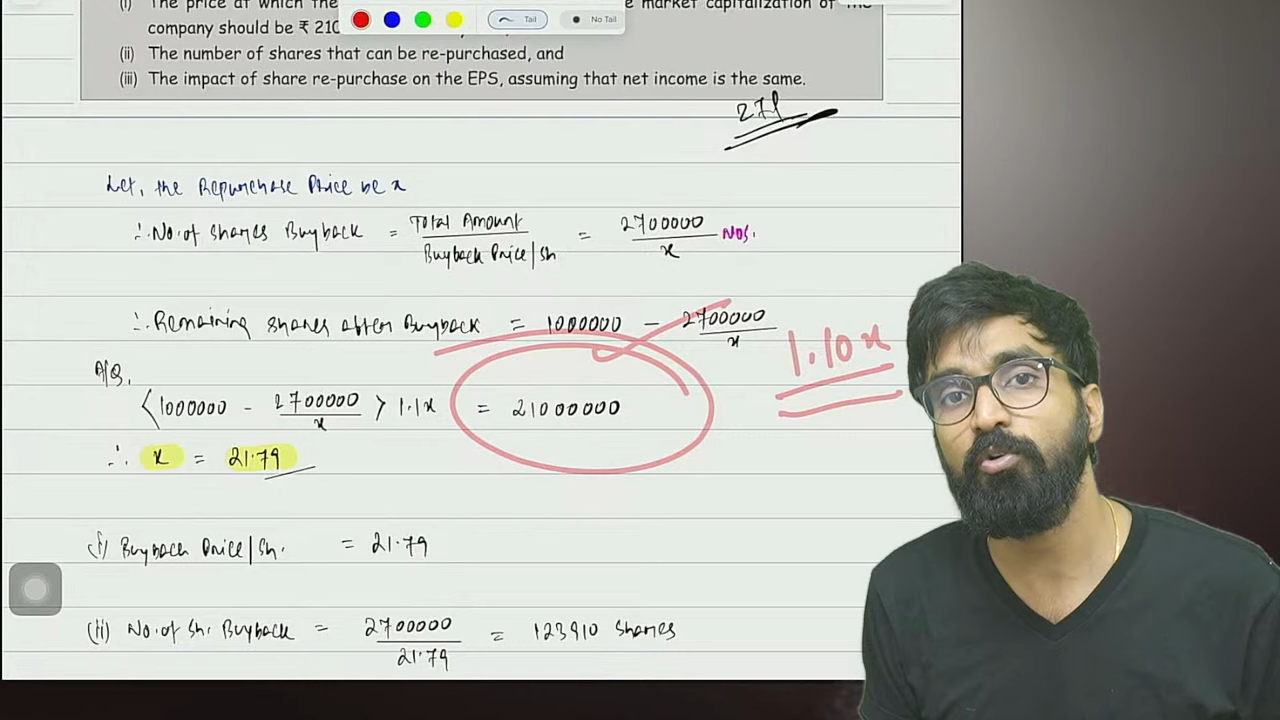 (i) The price at which the e market capitalization of the
Tail
No Tail
company should be ₹ 210
(ii) The number of shares that can be re-purchased, and
(iii) The impact of share re-purchase on the EPS, assuming that net income is the same.
27l
Let, the Repurchase Price be x
∴ No. of shares Buyback = Total Amount / Buyback Price/sh = 2700000 / x Nos.
∴ Remaining shares after Buyback = 1000000 - 2700000 / x
1.10x
A/Q,
<1000000 - 2700000 / x > 1.1x = 21000000
∴ x = 21.79
(i) Buyback Price/sh. = 21.79
(ii) No. of sh. Buyback = 2700000 / 21.79 = 123910 shares